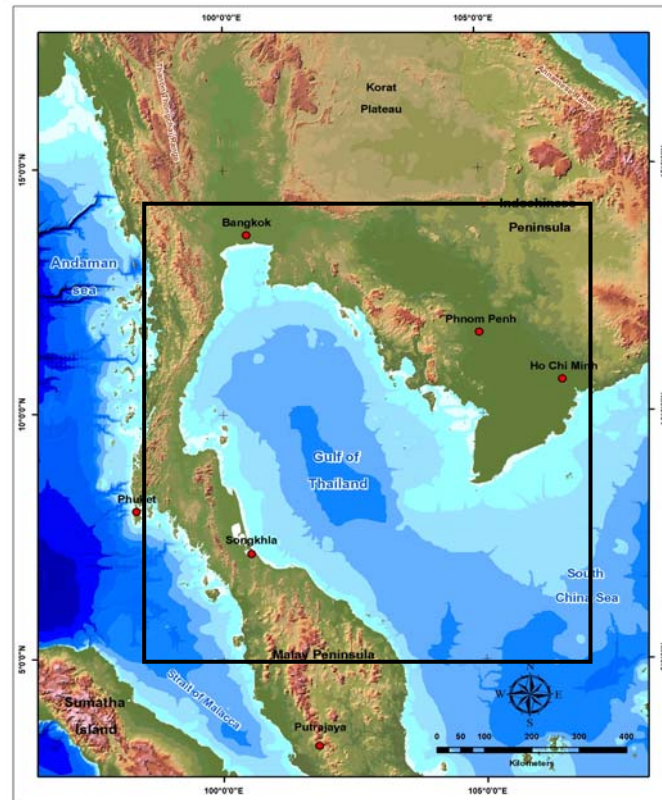 100°0'0"E
105°0'0"E
Korat
Plateau
15°0'0"N
Indochinese
Peninsula
Bangkok
Andaman
sea
Phnom Penh
Ho Chi Minh
10°0'0"N
Gulf of
Thailand
Phuket
Songkhla
South
China Sea
5°0'0"N
Malay Peninsula
N
W
E
S
Strait of Malacca
Sumatha
Island
Putrajaya
0
50
100
200
300
400
Kilometers
100°0'0"E
105°0'0"E